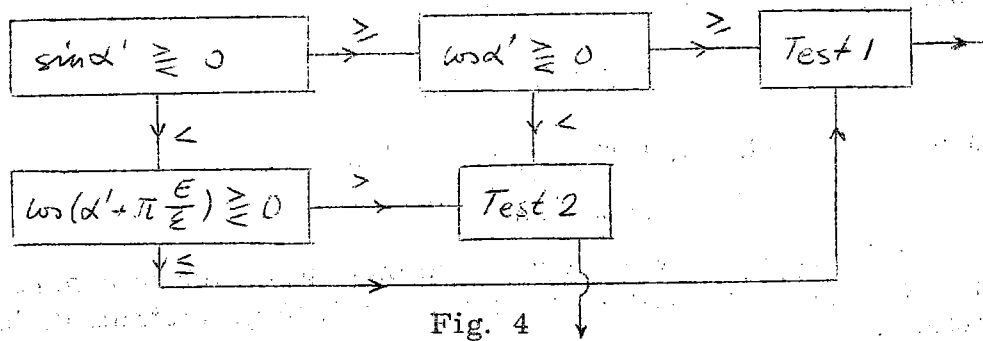 sinα' ≧≦ 0
≥
cosα' ≧≦ 0
≥
Test 1
<
<
cos(α' + π ϵ/ε) ≧≦ 0
>
Test 2
≤
Fig. 4